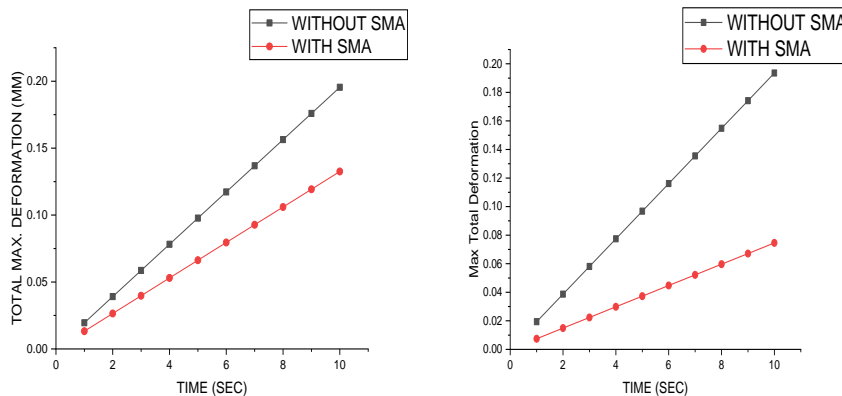 WITHOUT SMA
WITH SMA
TOTAL MAX. DEFORMATION (MM)
0.20
0.15
0.10
0.05
0.00
0 2 4 6 8 10
TIME (SEC)
WITHOUT SMA
WITH SMA
Max Total Deformation
0.20
0.18
0.16
0.14
0.12
0.10
0.08
0.06
0.04
0.02
0.00
0 2 4 6 8 10
TIME (SEC)